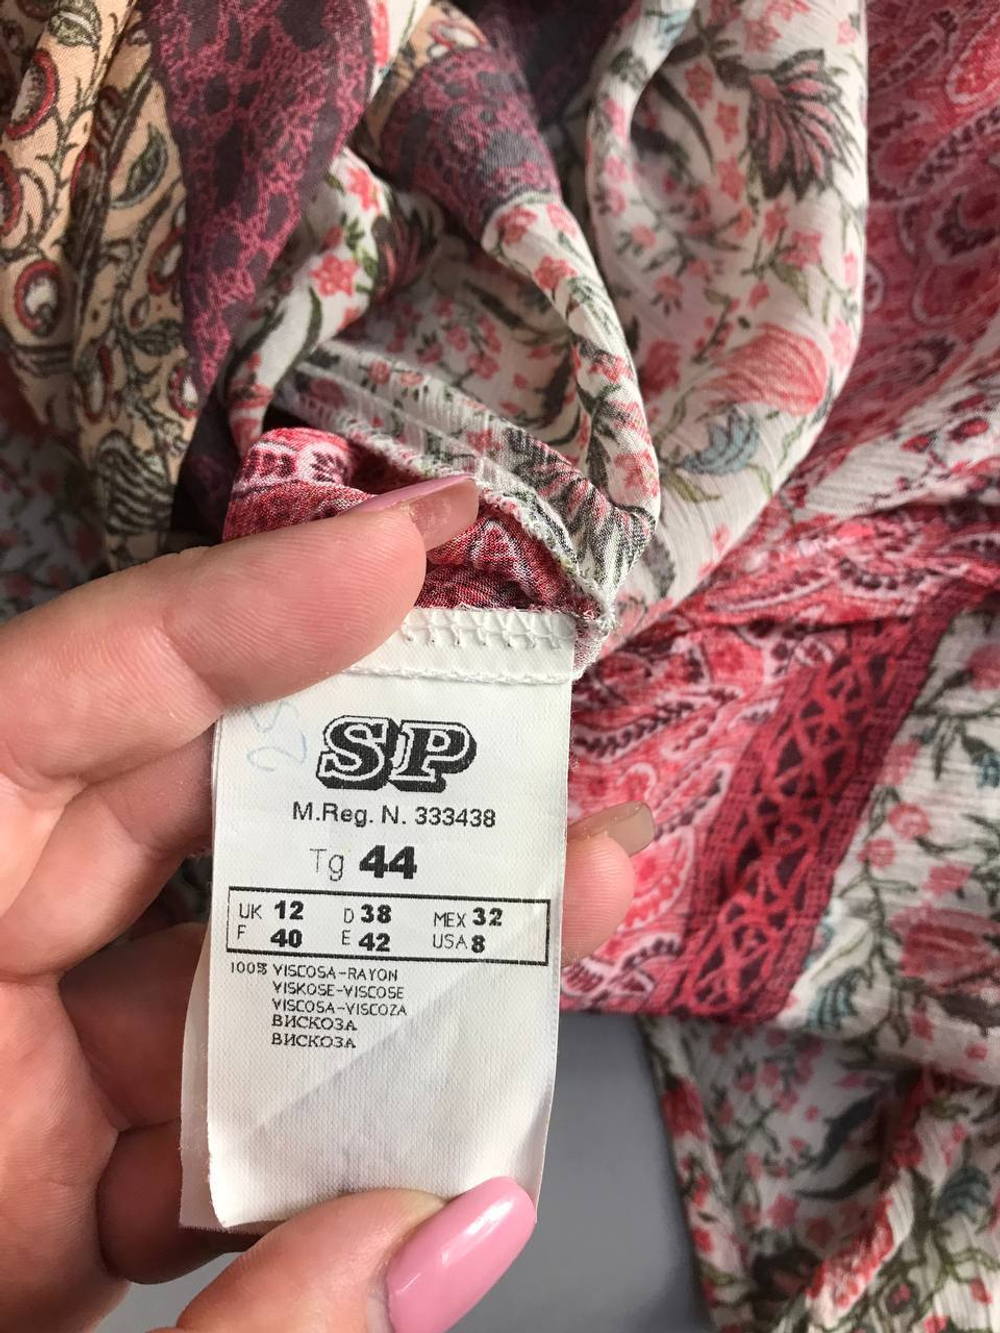 SP
M.Reg. N. 333438
Tg 44
UK 12 D 38 MEX 32
F 40 E 42 USA 8
100% VISCOSA-RAYON
VISKOSE-VISCOSE
VISCOSA-VISCOZA
ВИСКОЗА
ВИСКОЗА